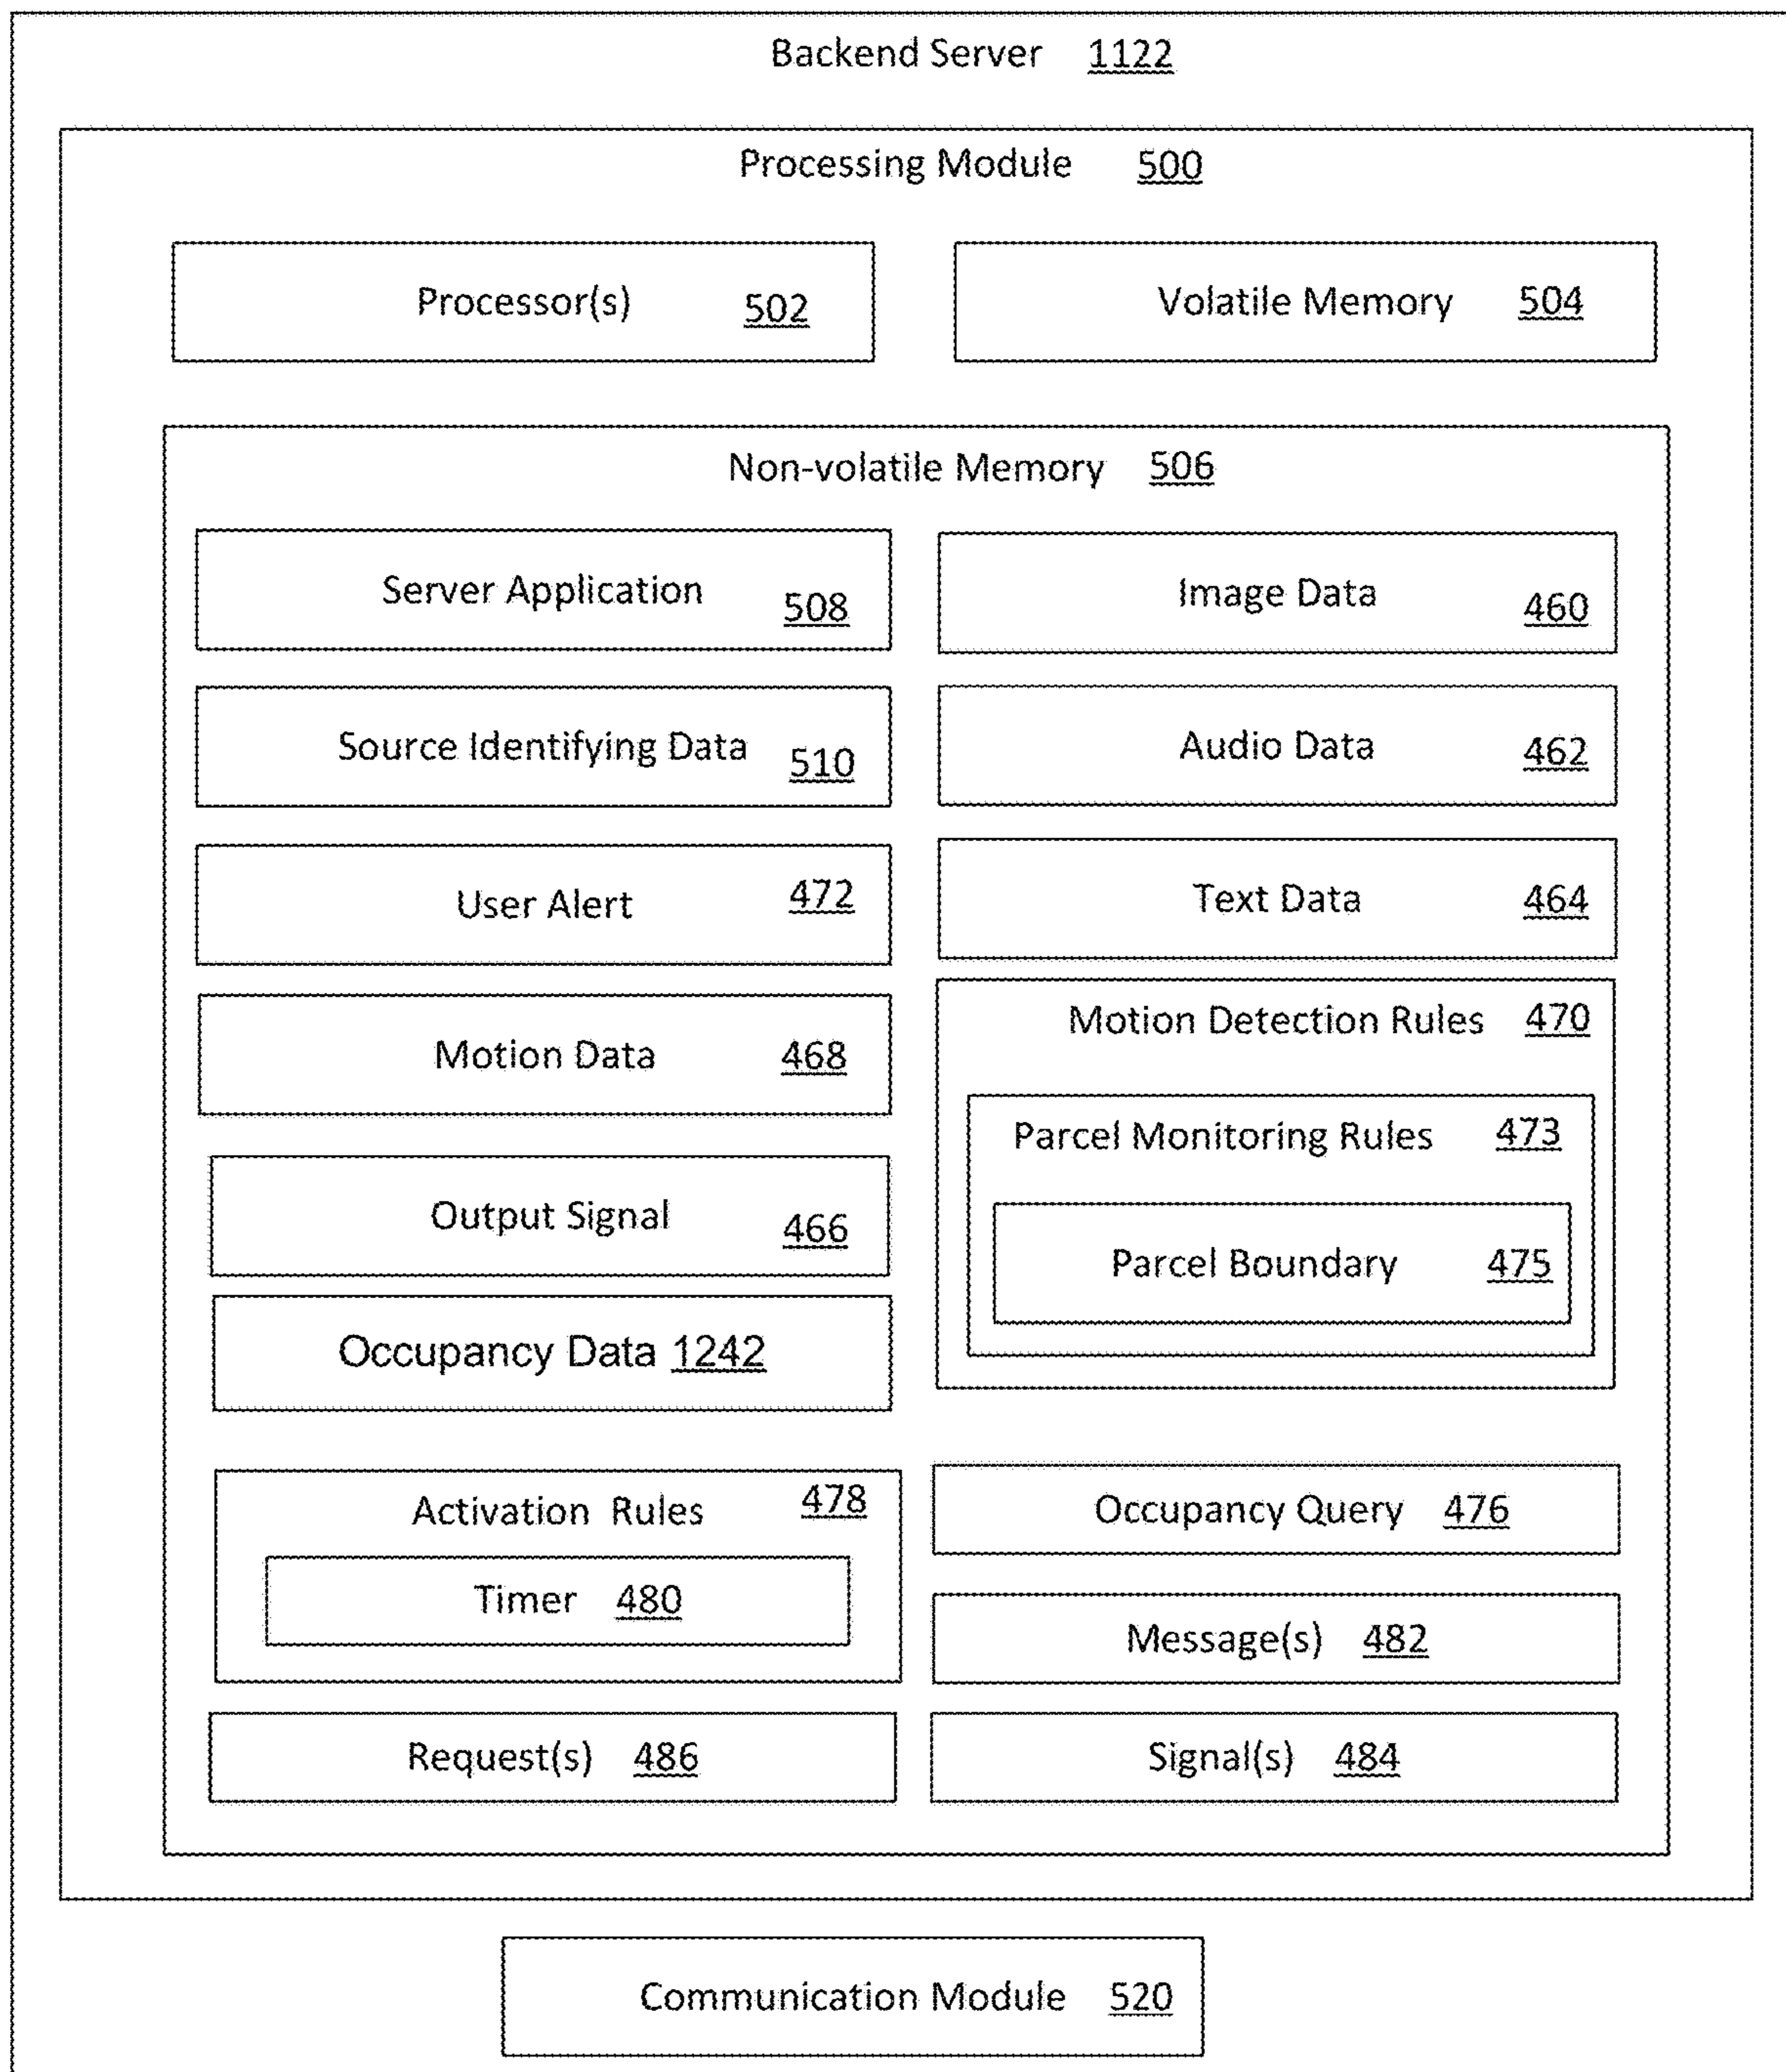 Backend Server 1122
Processing Module 500
Processor(s) 502
Volatile Memory 504
Non-volatile Memory 506
Server Application 508
Image Data 460
Source Identifying Data 510
Audio Data 462
User Alert 472
Text Data 464
Motion Data 468
Motion Detection Rules 470
Parcel Monitoring Rules 473
Parcel Boundary 475
Output Signal 466
Occupancy Data 1242
Activation Rules 478
Timer 480
Occupancy Query 476
Message(s) 482
Request(s) 486
Signal(s) 484
Communication Module 520